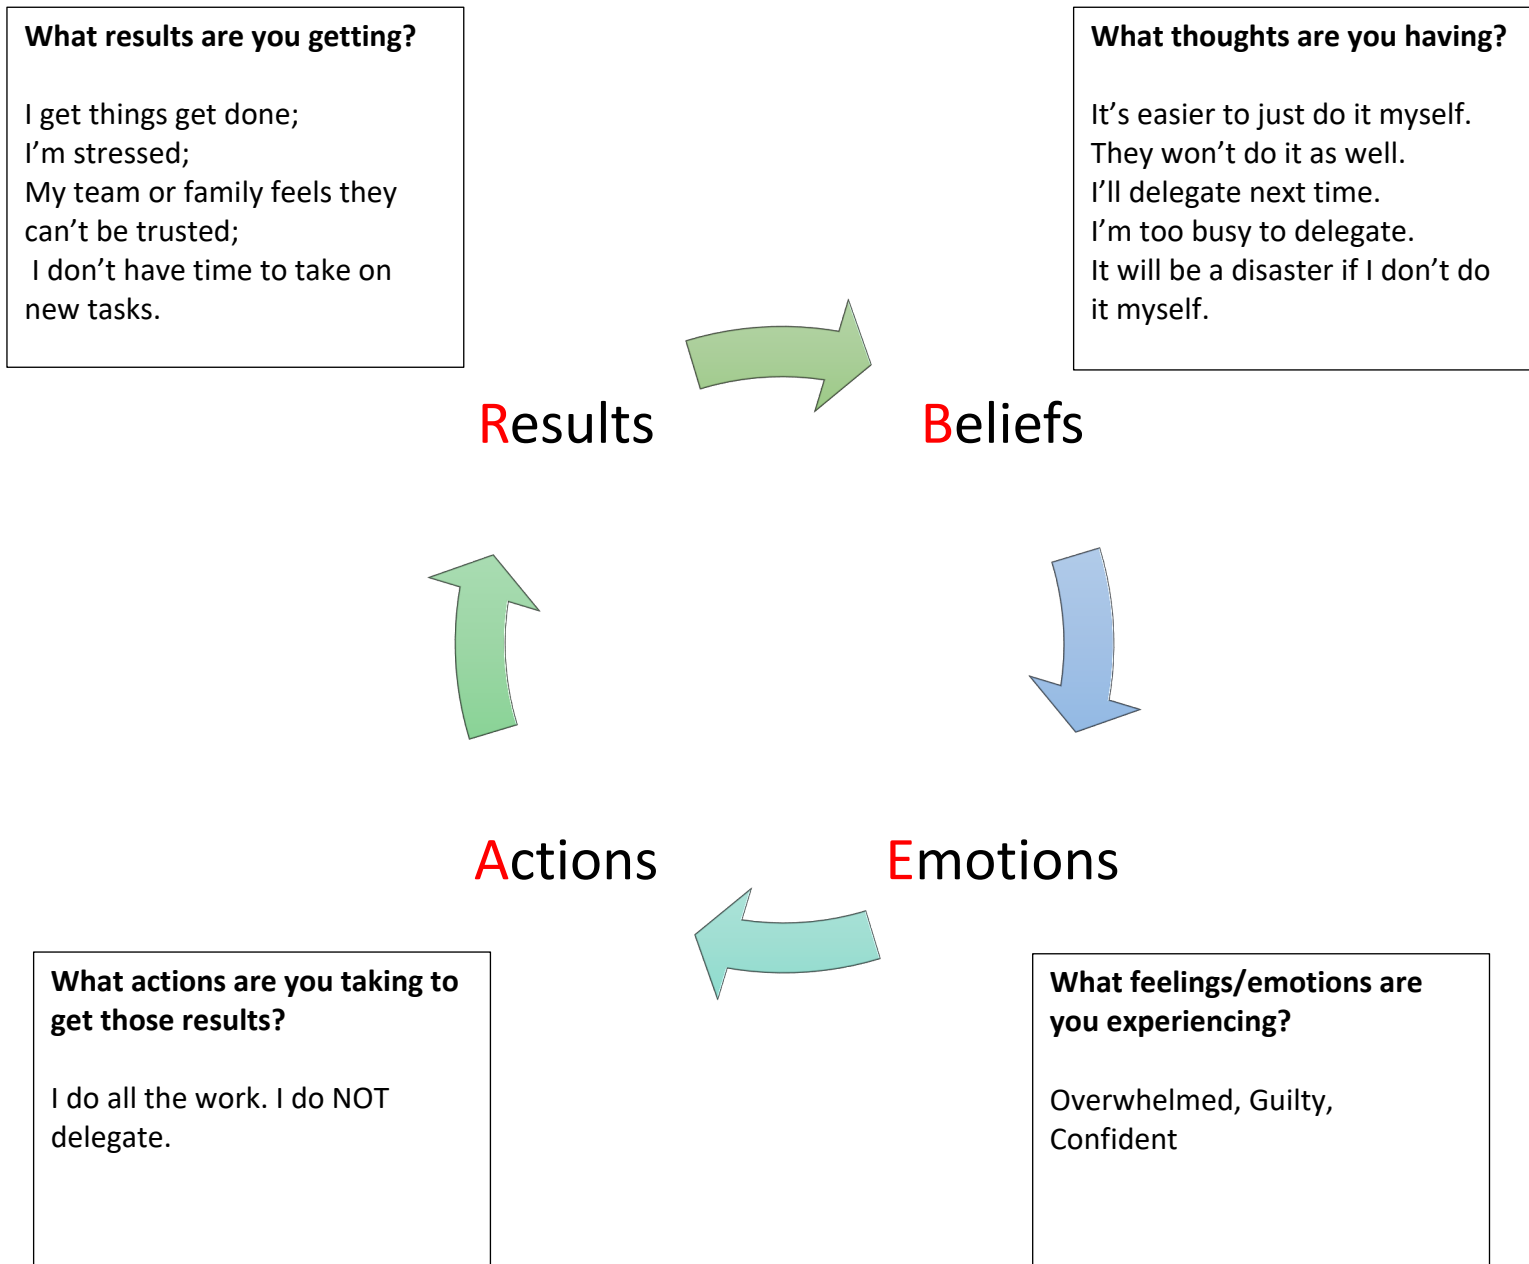 What results are you getting?
I get things get done;
I’m stressed;
My team or family feels they
can’t be trusted;
I don’t have time to take on
new tasks.
What thoughts are you having?
It’s easier to just do it myself.
They won’t do it as well.
I’ll delegate next time.
I’m too busy to delegate.
It will be a disaster if I don’t do
it myself.
Results
Beliefs
Actions
Emotions
What actions are you taking to
get those results?
I do all the work. I do NOT
delegate.
What feelings/emotions are
you experiencing?
Overwhelmed, Guilty,
Confident